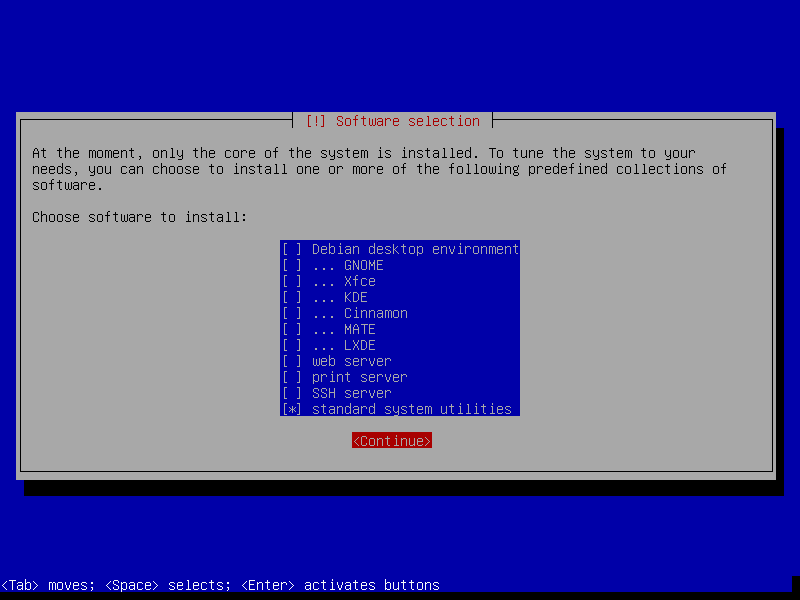 [!] Software selection
At the moment, only the core of the system is installed. To tune the system to your
needs, you can choose to install one or more of the following predefined collections of
software.
Choose software to install:
[ ] Debian desktop environment
[ ] ... GNOME
[ ] ... Xfce
[ ] ... KDE
[ ] ... Cinnamon
[ ] ... MATE
[ ] ... LXDE
[ ] web server
[ ] print server
[ ] SSH server
[*] standard system utilities
<Continue>
<Tab> moves; <Space> selects; <Enter> activates buttons